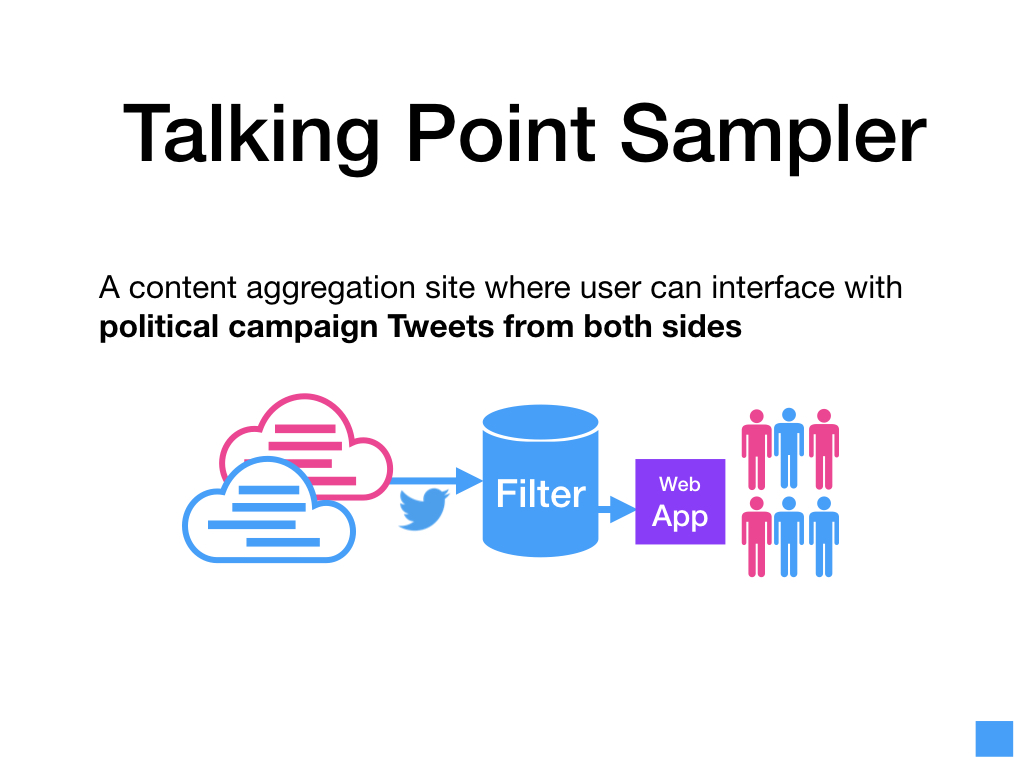 Talking Point Sampler
A content aggregation site where user can interface with
political campaign Tweets from both sides
Filter
Web
App